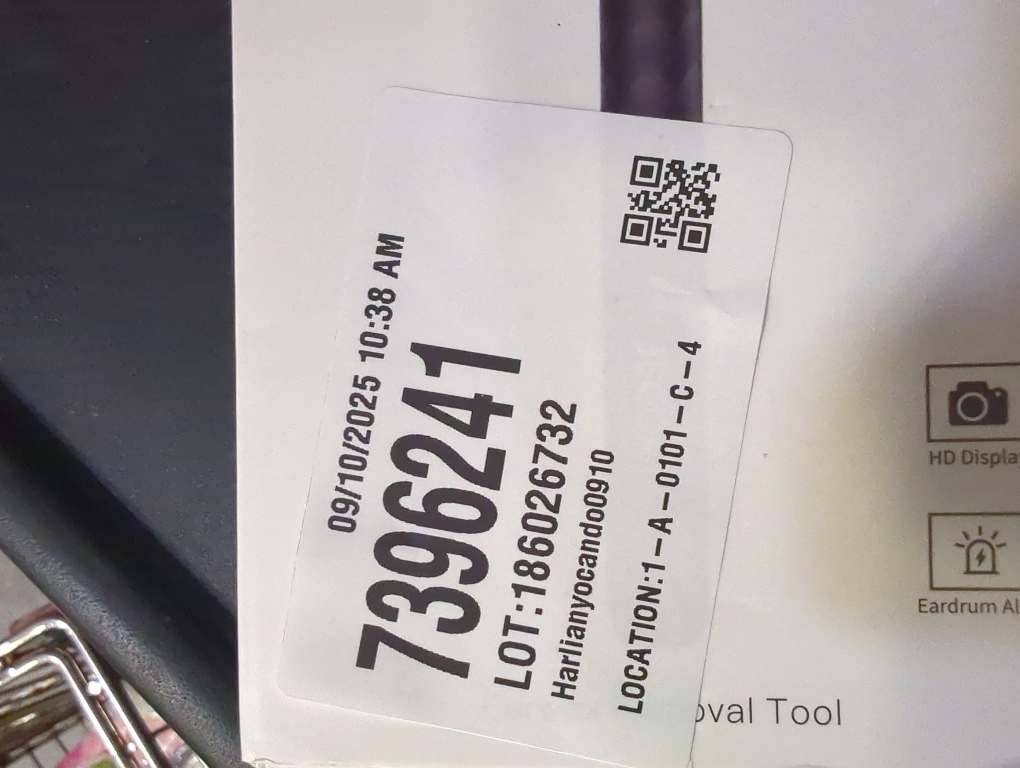 09/10/2025 10:38 AM
7396241
LOT:186026732
Harlianyocando0910
LOCATION:1-A-0101-C-4
HD Display
Eardrum Al
oval Tool